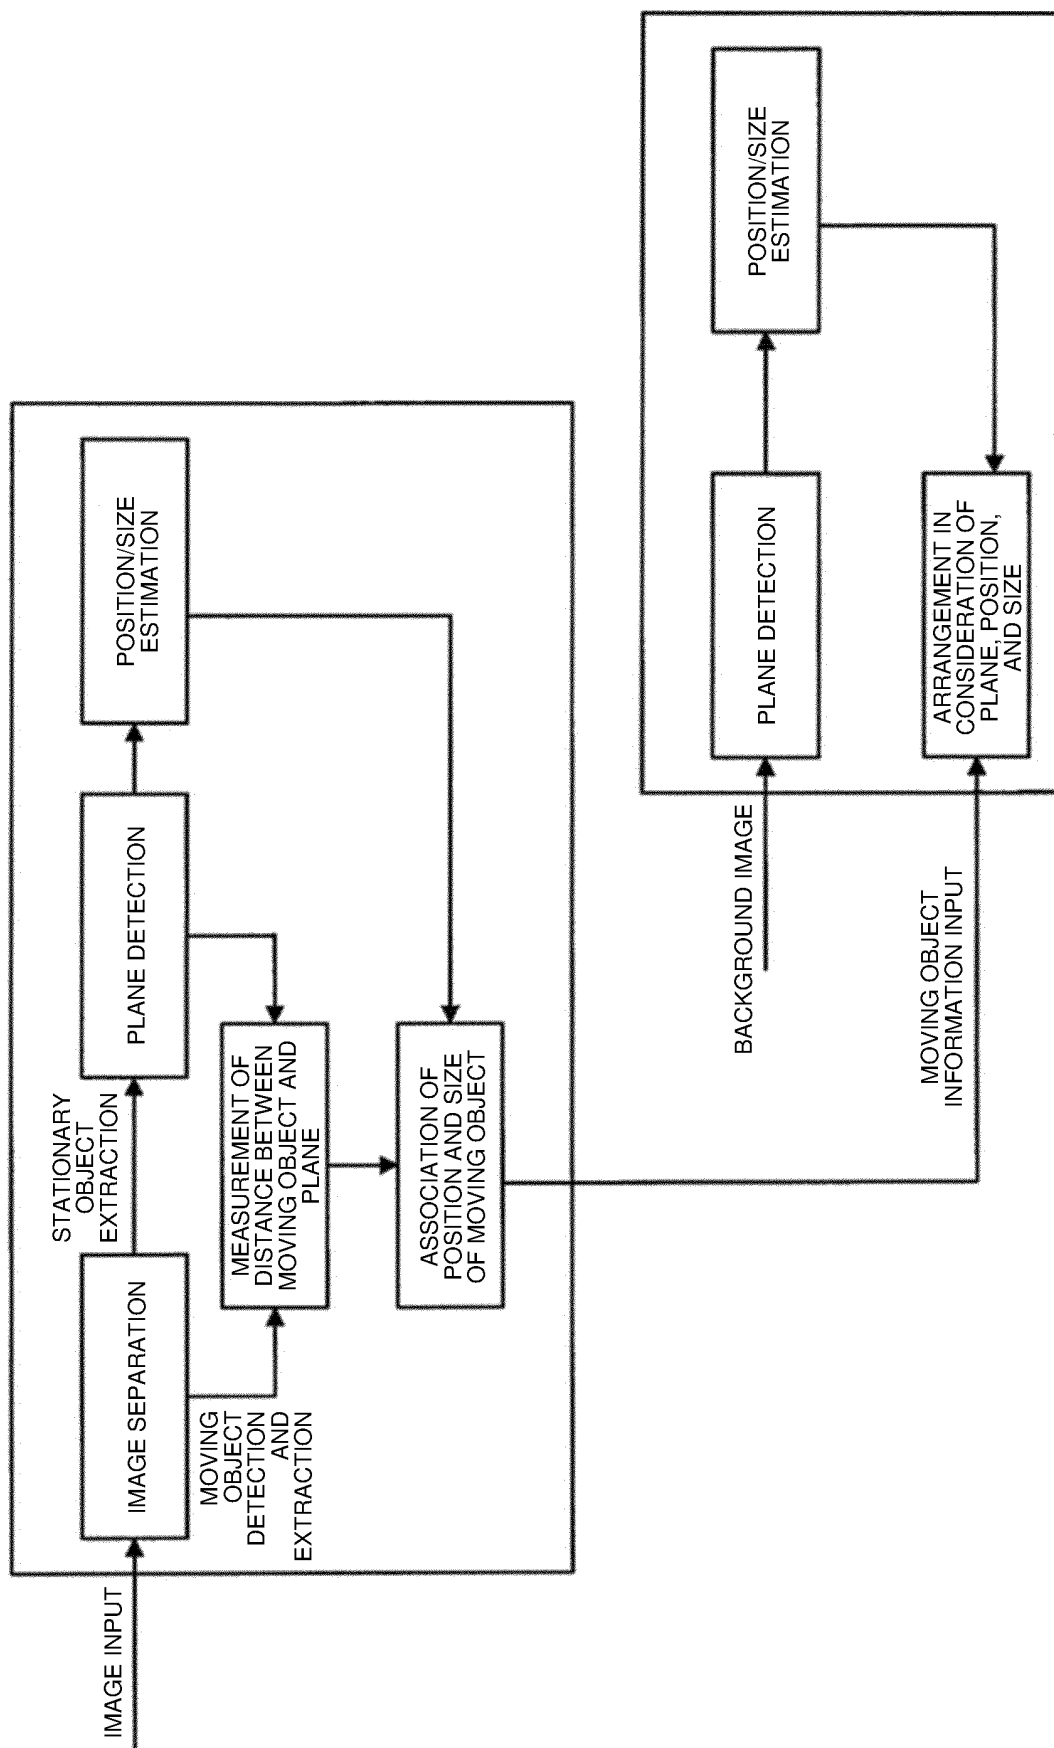 IMAGE INPUT
IMAGE SEPARATION
STATIONARY
OBJECT
EXTRACTION
PLANE DETECTION
POSITION/SIZE
ESTIMATION
MOVING
OBJECT
DETECTION
AND
EXTRACTION
MEASUREMENT OF
DISTANCE BETWEEN
MOVING OBJECT AND
PLANE
ASSOCIATION OF
POSITION AND SIZE
OF MOVING OBJECT
BACKGROUND IMAGE
PLANE DETECTION
POSITION/SIZE
ESTIMATION
MOVING OBJECT
INFORMATION INPUT
ARRANGEMENT IN
CONSIDERATION OF
PLANE, POSITION,
AND SIZE